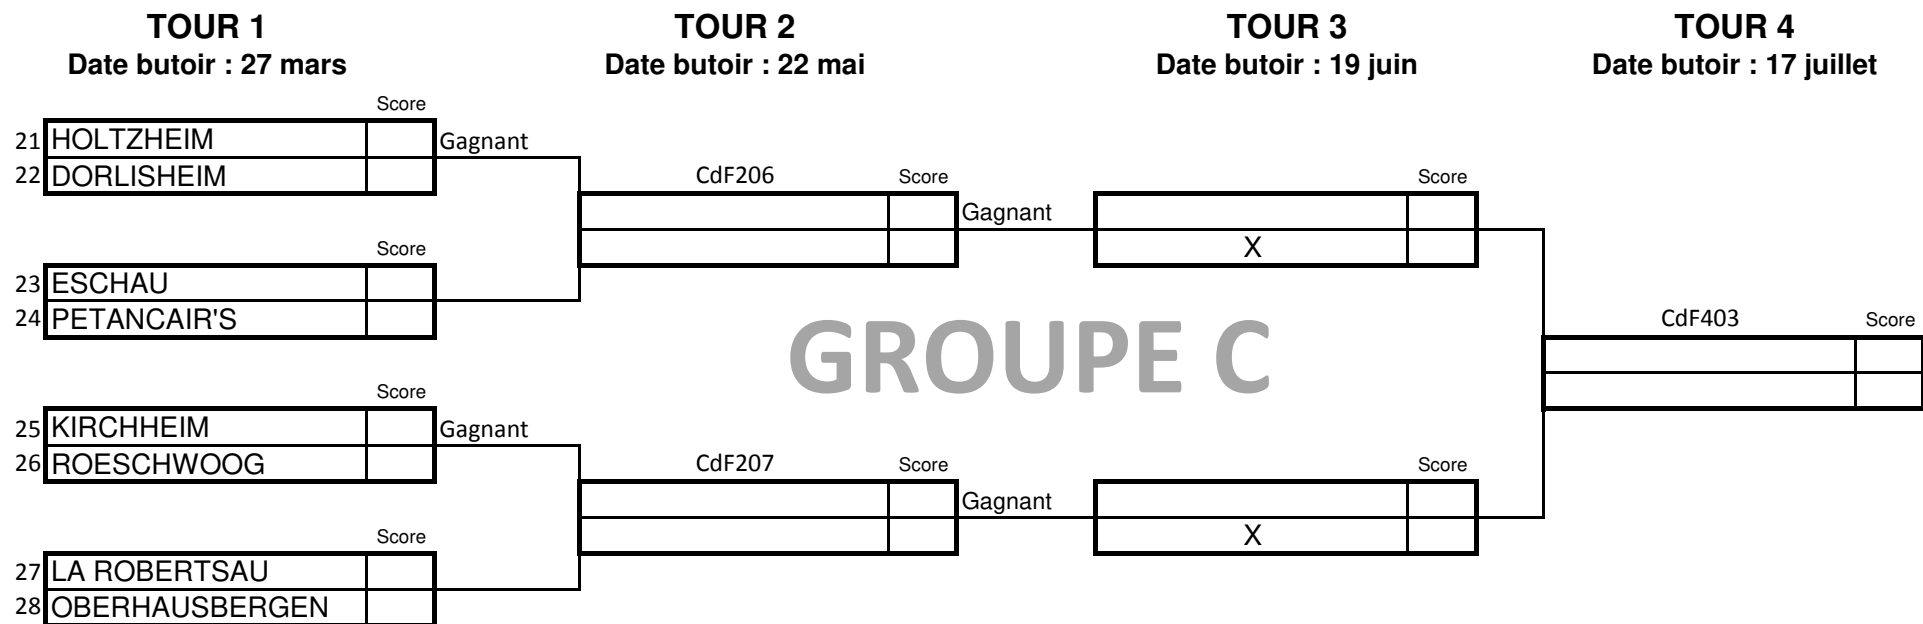 TOUR 1
Date butoir : 27 mars
TOUR 2
Date butoir : 22 mai
TOUR 3
Date butoir : 19 juin
TOUR 4
Date butoir : 17 juillet
Score
21 HOLTZHEIM
Gagnant
22 DORLISHEIM
CdF206
Score
Score
Gagnant
Score
X
23 ESCHAU
24 PETANCAIR'S
GROUPE C
CdF403
Score
Score
25 KIRCHHEIM
Gagnant
26 ROESCHWOOG
CdF207
Score
Score
Gagnant
Score
X
27 LA ROBERTSAU
28 OBERHAUSBERGEN